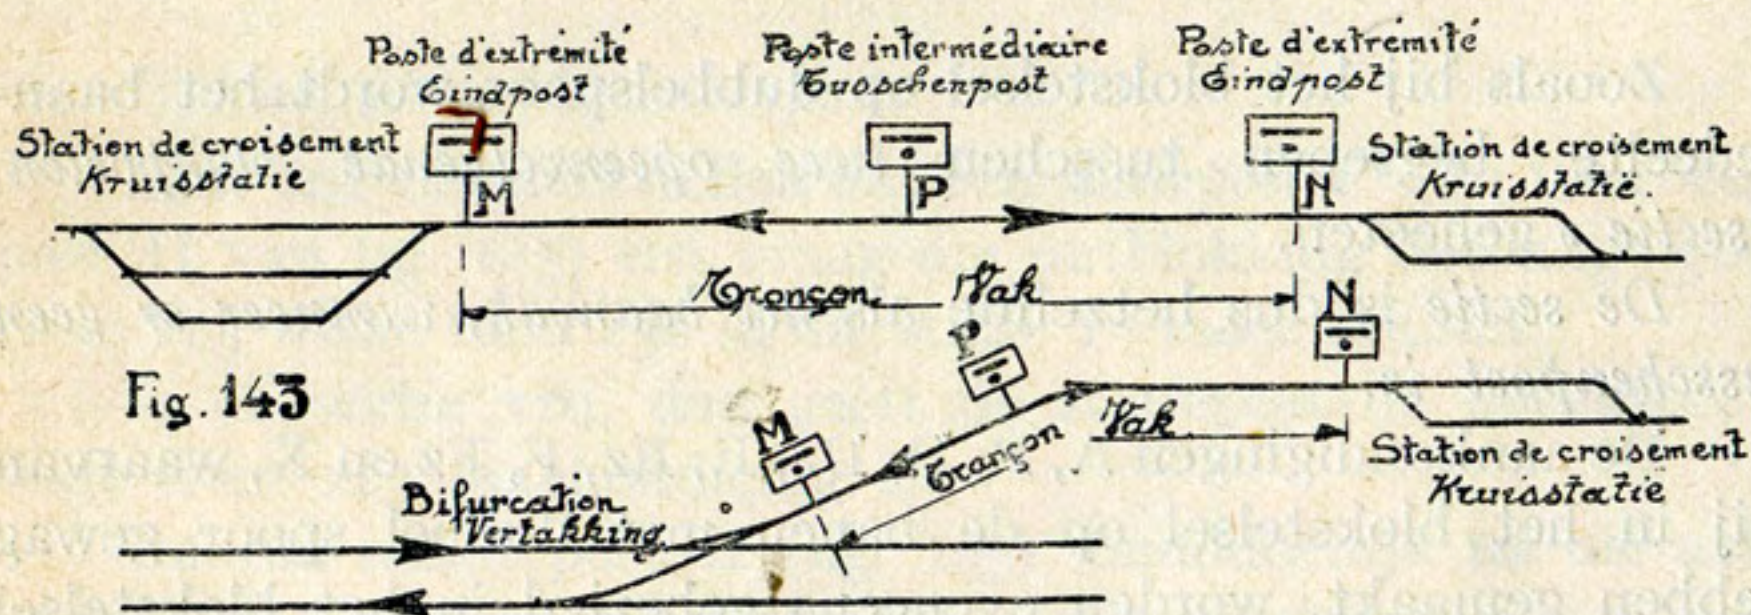 Poste d'extrémité
Eindpost
Poste intermédiaire
Tusschenpost
Poste d'extrémité
Eindpost
Station de croisement
Kruisstatie
M
P
N
Station de croisement
Kruisstatie.
Tronçon Vak
Fig. 143
N
P
M
Tronçon
Vak
Station de croisement
Kruisstatie
Bifurcation
Vertakking